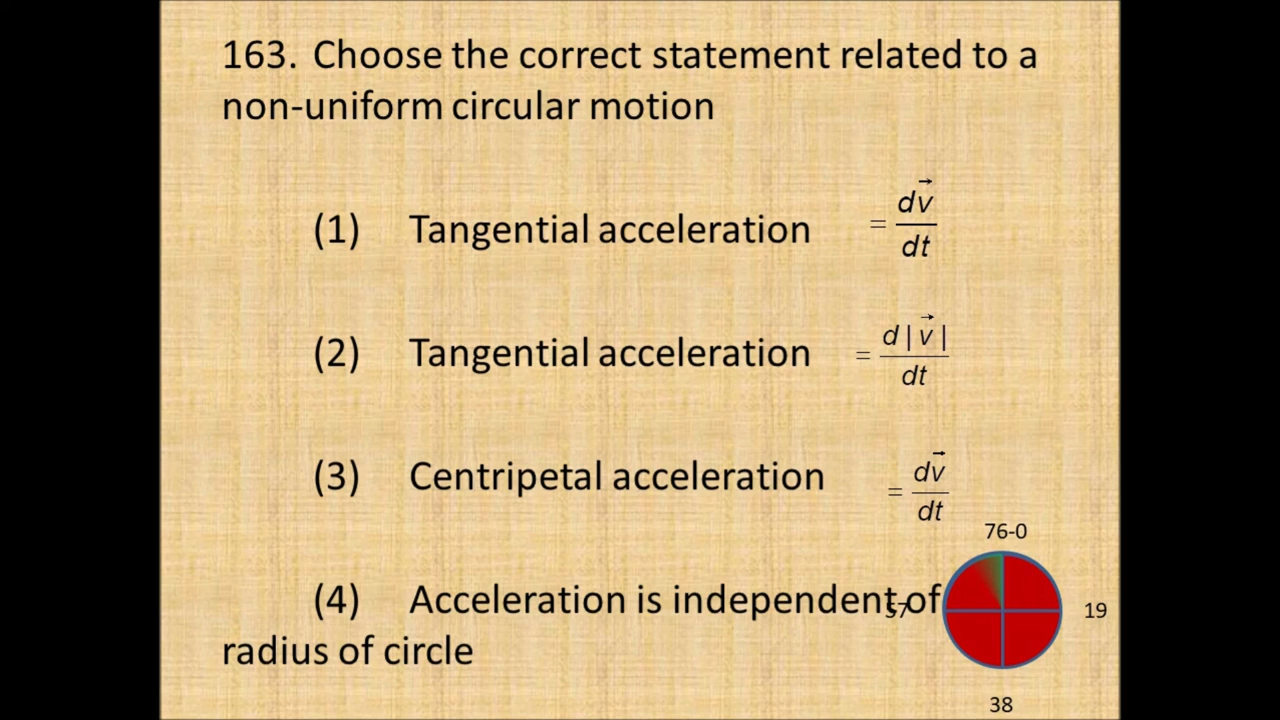 163. Choose the correct statement related to a
non-uniform circular motion
(1) Tangential acceleration = dv⃗/dt
(2) Tangential acceleration = d|v⃗|/dt
(3) Centripetal acceleration = dv⃗/dt
76-0
(4) Acceleration is independent of
57
19
radius of circle
38